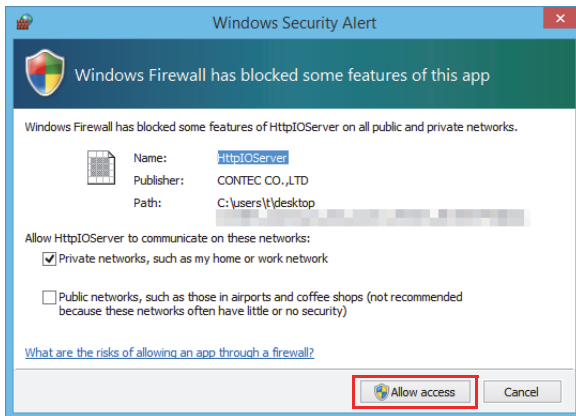 Windows Security Alert
Windows Firewall has blocked some features of this app
Windows Firewall has blocked some features of HttpIOServer on all public and private networks.
Name: HttpIOServer
Publisher: CONTEC CO.,LTD
Path: C:\users\t\desktop
Allow HttpIOServer to communicate on these networks:
Private networks, such as my home or work network
Public networks, such as those in airports and coffee shops (not recommended
because these networks often have little or no security)
What are the risks of allowing an app through a firewall?
Allow access Cancel